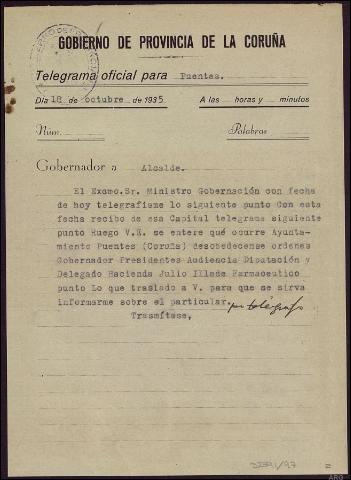 GOBIERNO DE PROVINCIA DE LA CORUÑA
Telegrama oficial para Puentes.
Día 18 de octubre de 1935 A las horas y minutos
Núm. Palabras
Gobernador a Alcalde.
El Excmo.Sr. Ministro Gobernación con fecha
de hoy telegrafiame lo siguiente punto Con esta
fecha recibo de esa Capital telegrama siguiente
punto Ruego V.E. se entere qué ocurre Ayunta-
miento Puentes (Coruña) desobedecense ordenes
Gobernador Presidentes Audiencia Diputación y
Delegado Hacienda Julio Illade Farmaceutico
punto Lo que traslado a V. para que se sirva
informarme sobre el particular. por telégrafo
Trasmítase,
ARG